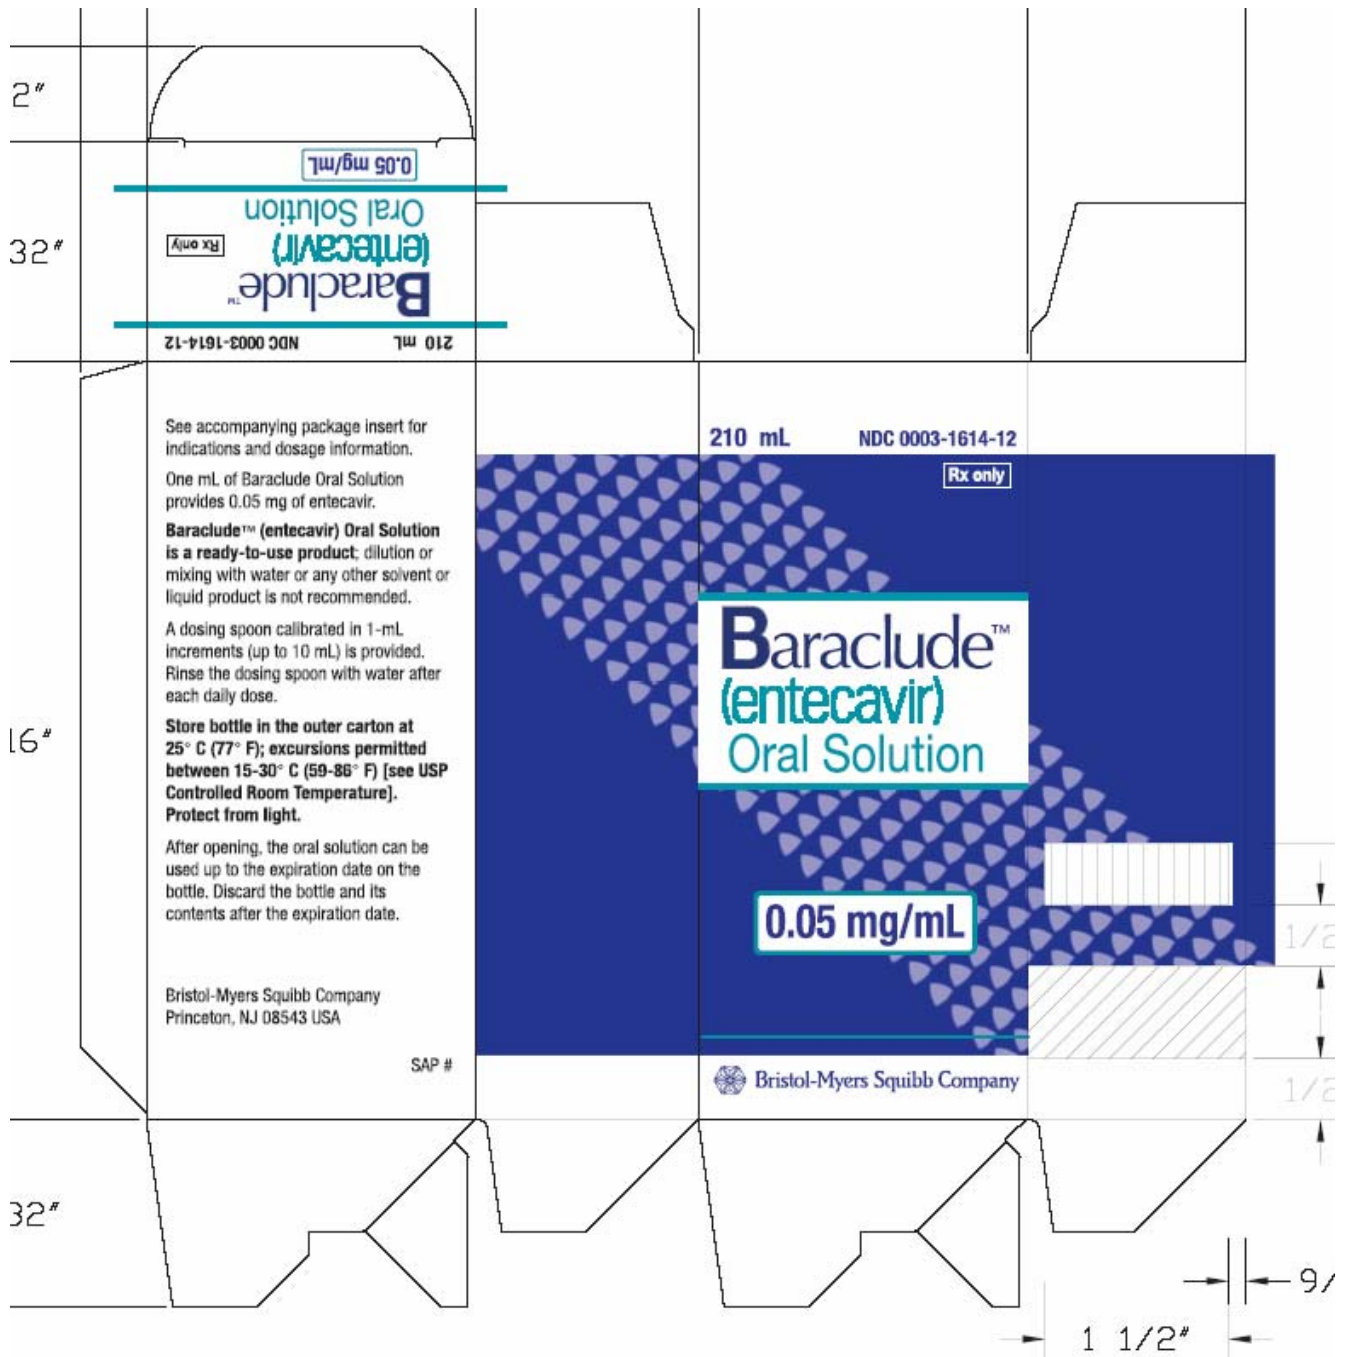 2"
32"
16"
32"
210 mL NDC 0003-1614-12
Baraclude™
(entecavir)
Rx only
Oral Solution
0.05 mg/mL
See accompanying package insert for
indications and dosage information.
One mL of Baraclude Oral Solution
provides 0.05 mg of entecavir.
Baraclude™ (entecavir) Oral Solution
is a ready-to-use product; dilution or
mixing with water or any other solvent or
liquid product is not recommended.
A dosing spoon calibrated in 1-mL
increments (up to 10 mL) is provided.
Rinse the dosing spoon with water after
each daily dose.
Store bottle in the outer carton at
25° C (77° F); excursions permitted
between 15-30° C (59-86° F) [see USP
Controlled Room Temperature].
Protect from light.
After opening, the oral solution can be
used up to the expiration date on the
bottle. Discard the bottle and its
contents after the expiration date.
Bristol-Myers Squibb Company
Princeton, NJ 08543 USA
SAP #
210 mL NDC 0003-1614-12
Rx only
Baraclude™
(entecavir)
Oral Solution
0.05 mg/mL
Bristol-Myers Squibb Company
1/2
1/2
9/
1 1/2"